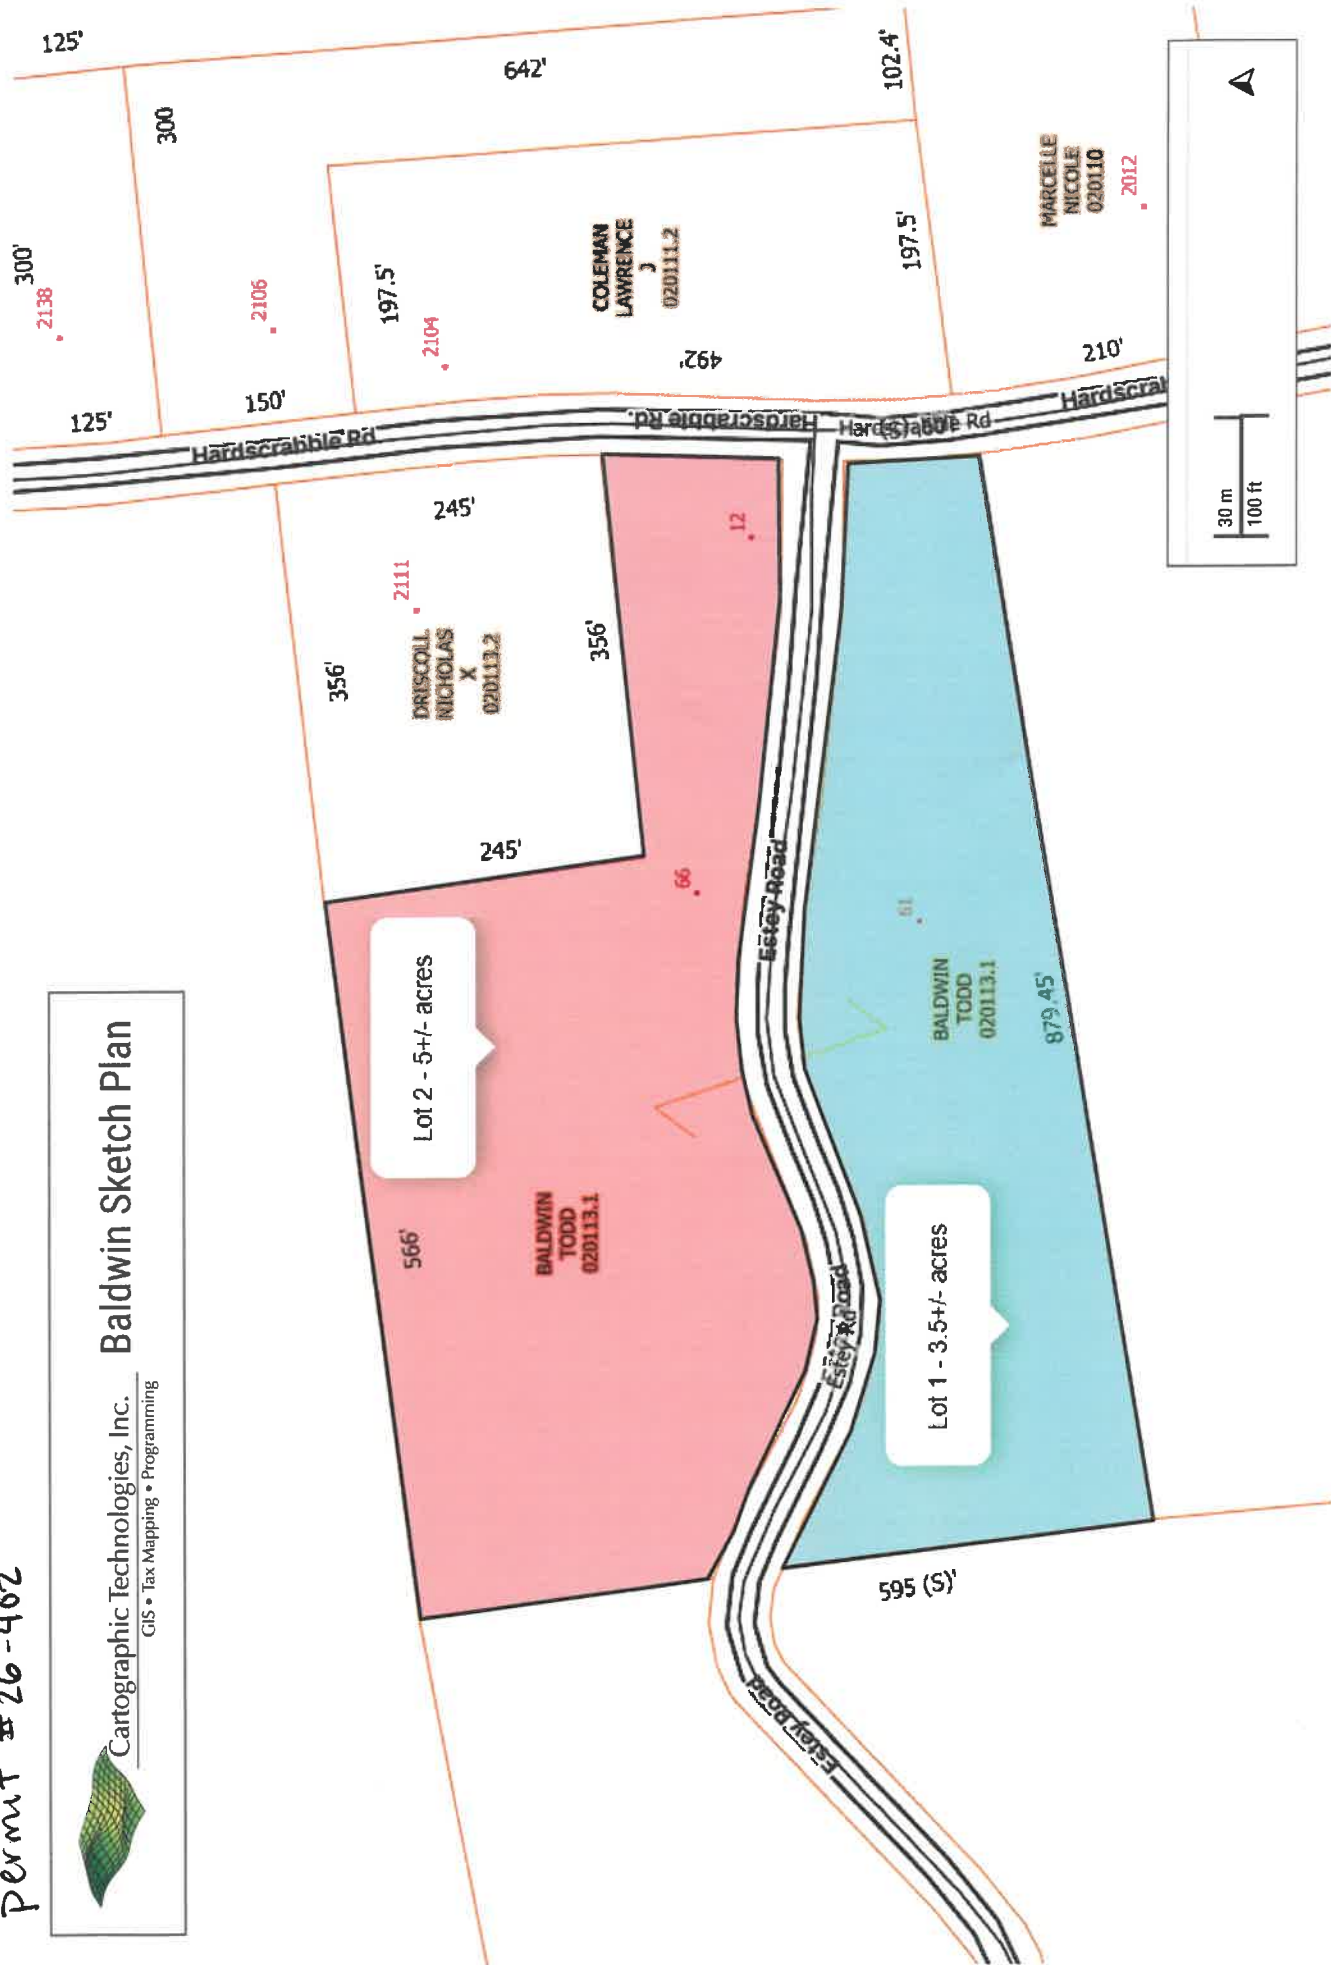 permit #26-402
Cartographic Technologies, Inc.
GIS • Tax Mapping • Programming
Baldwin Sketch Plan
566'
Lot 2 - 5+/- acres
BALDWIN
TODD
020113.1
66
12
245'
356'
DRISCOLL
NICHOLAS
X
020113.2
2111
245'
356'
Hardscrabble Rd
Hardscrabble Rd.
Hardscrabble Rd
Hardscrab
125'
300'
2138
125'
300
150'
2106
642'
197.5'
2104
COLEMAN
LAWRENCE
J
020111.2
492'
197.5'
102.4'
MARCELLE
NICOLE
020110
2012
210'
Estey Road
Estey Road
Estey Rd
Estey Road
595 (S)'
Lot 1 - 3.5+/- acres
BALDWIN
TODD
020113.1
61
879.45'
30 m
100 ft